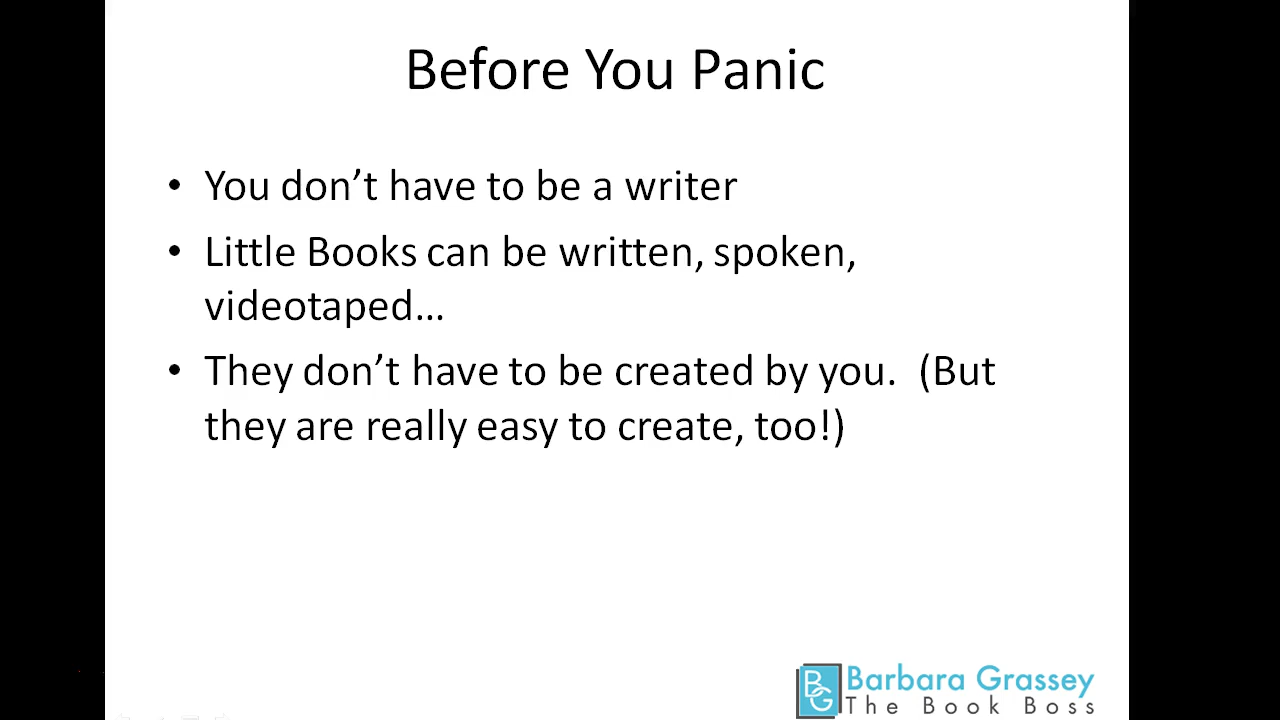 Before You Panic
• You don’t have to be a writer
• Little Books can be written, spoken,
videotaped…
• They don’t have to be created by you.  (But
they are really easy to create, too!)
BG Barbara Grassey
The Book Boss